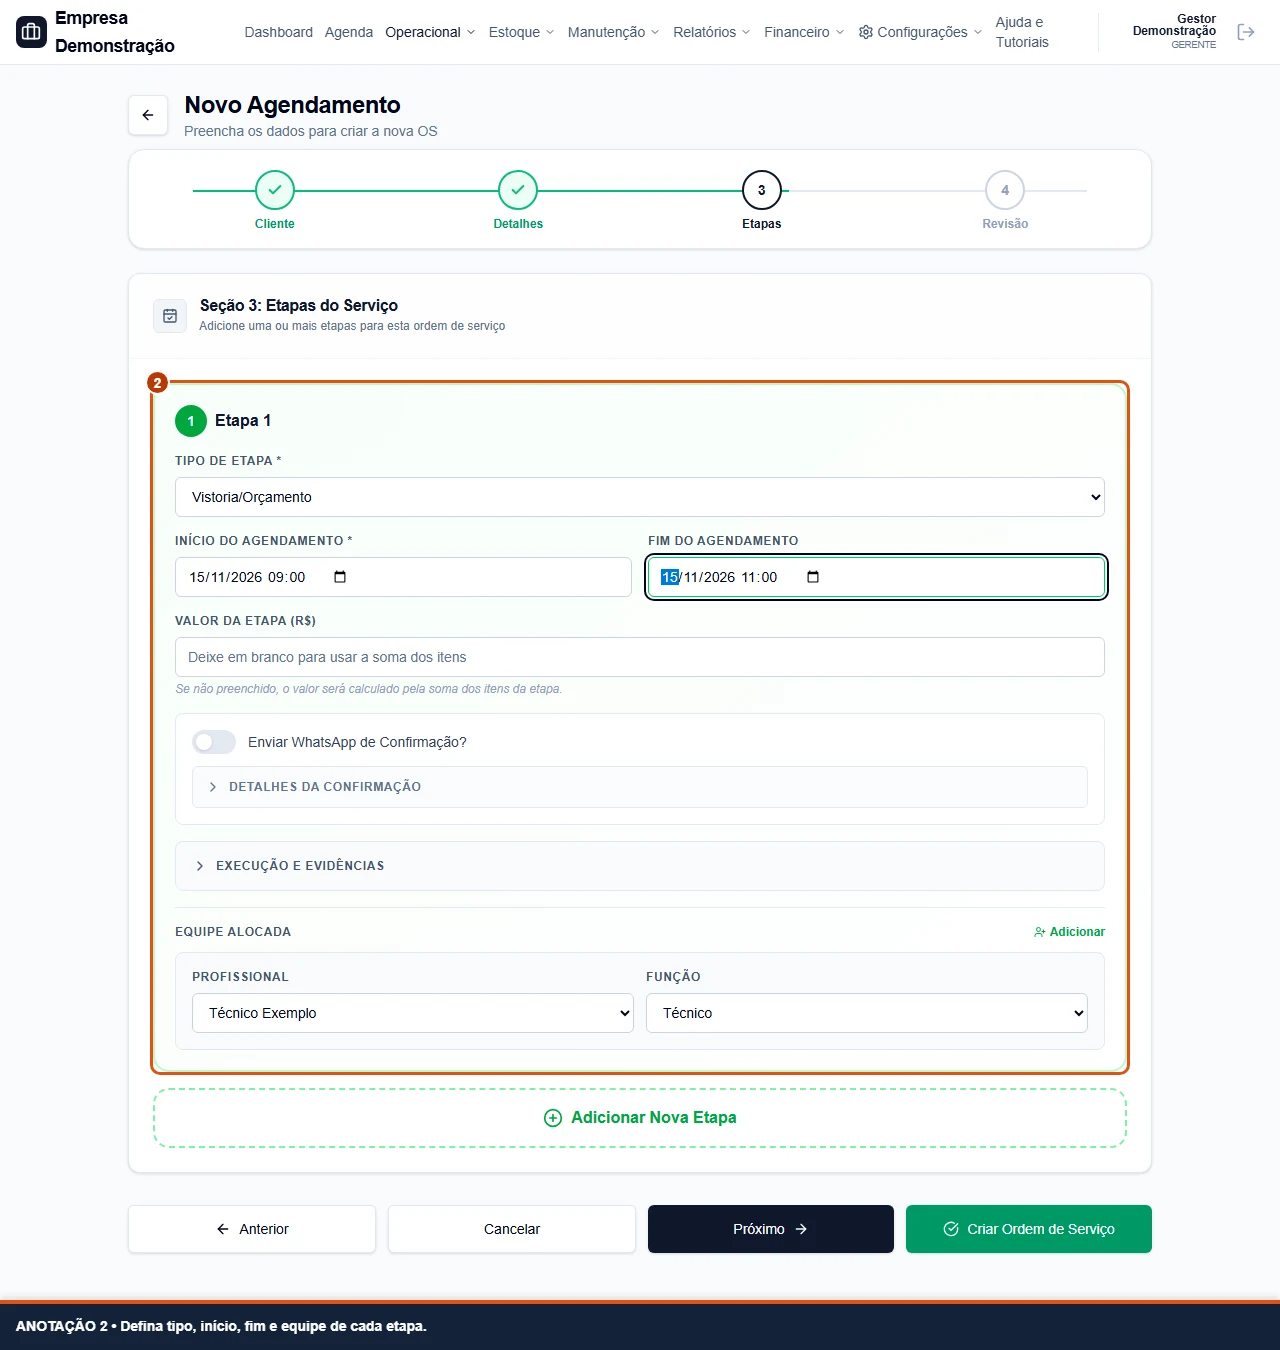 Empresa Demonstração
Dashboard Agenda Operacional Estoque Manutenção Relatórios Financeiro Configurações Ajuda e Tutoriais
Gestor Demonstração
GERENTE
Novo Agendamento
Preencha os dados para criar a nova OS
3 4
Cliente Detalhes Etapas Revisão
Seção 3: Etapas do Serviço
Adicione uma ou mais etapas para esta ordem de serviço
2
1 Etapa 1
TIPO DE ETAPA *
Vistoria/Orçamento
INÍCIO DO AGENDAMENTO * FIM DO AGENDAMENTO
15/11/2026 09:00 15/11/2026 11:00
VALOR DA ETAPA (R$)
Deixe em branco para usar a soma dos itens
Se não preenchido, o valor será calculado pela soma dos itens da etapa.
Enviar WhatsApp de Confirmação?
DETALHES DA CONFIRMAÇÃO
EXECUÇÃO E EVIDÊNCIAS
EQUIPE ALOCADA Adicionar
PROFISSIONAL FUNÇÃO
Técnico Exemplo Técnico
Adicionar Nova Etapa
Anterior Cancelar Próximo Criar Ordem de Serviço
ANOTAÇÃO 2 • Defina tipo, início, fim e equipe de cada etapa.